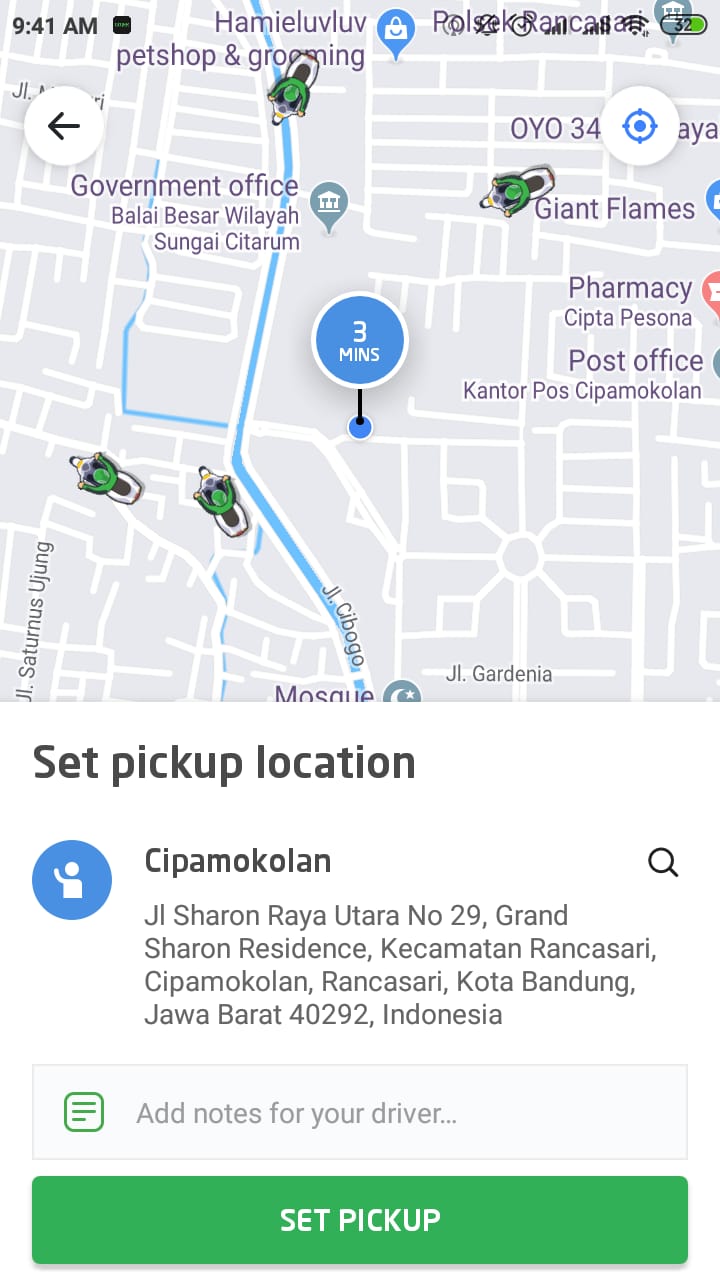 9:41 AM
32
Hamieluvluv
petshop & grooming
Polsek Rancasari
Jl.
OYO 34
aya
Government office
Balai Besar Wilayah
Sungai Citarum
Giant Flames
Pharmacy
Cipta Pesona
3
MINS
Post office
Kantor Pos Cipamokolan
Jl. Saturnus Ujung
Jl. Cibogo
Jl. Gardenia
Mosque
Set pickup location
Cipamokolan
Jl Sharon Raya Utara No 29, Grand
Sharon Residence, Kecamatan Rancasari,
Cipamokolan, Rancasari, Kota Bandung,
Jawa Barat 40292, Indonesia
Add notes for your driver...
SET PICKUP